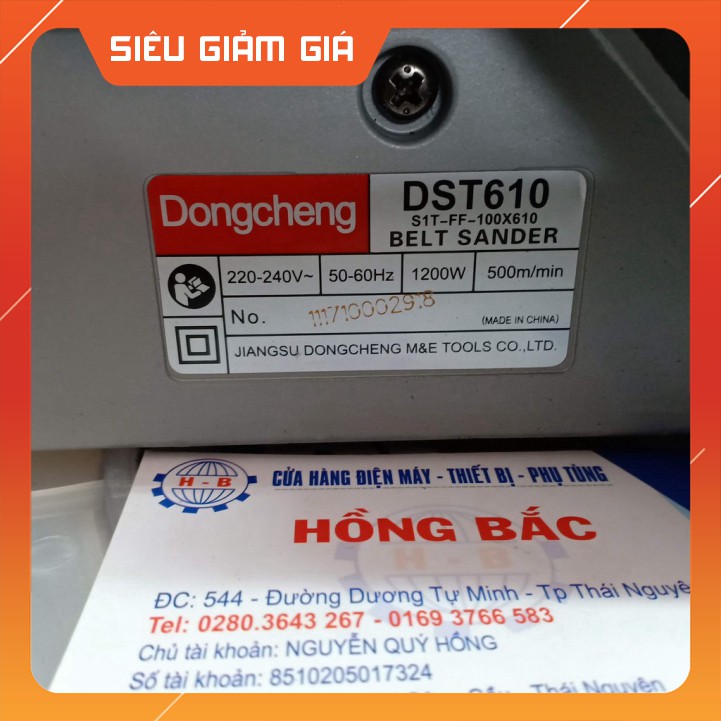 SIÊU GIẢM GIÁ
Dongcheng
DST610
S1T-FF-100X610
BELT SANDER
220-240V~ 50-60Hz 1200W 500m/min
No. 111710002918
(MADE IN CHINA)
JIANGSU DONGCHENG M&E TOOLS CO.,LTD.
H - B
CỬA HÀNG ĐIỆN MÁY - THIẾT BỊ - PHỤ TÙNG
HỒNG BẮC
H - B
ĐC: 544 - Đường Dương Tự Minh - Tp Thái Nguyê
Tel: 0280.3643 267 - 0169 3766 583
Chủ tài khoản: NGUYỄN QUÝ HỒNG
Số tài khoản: 8510205017324
Thái Nguyên